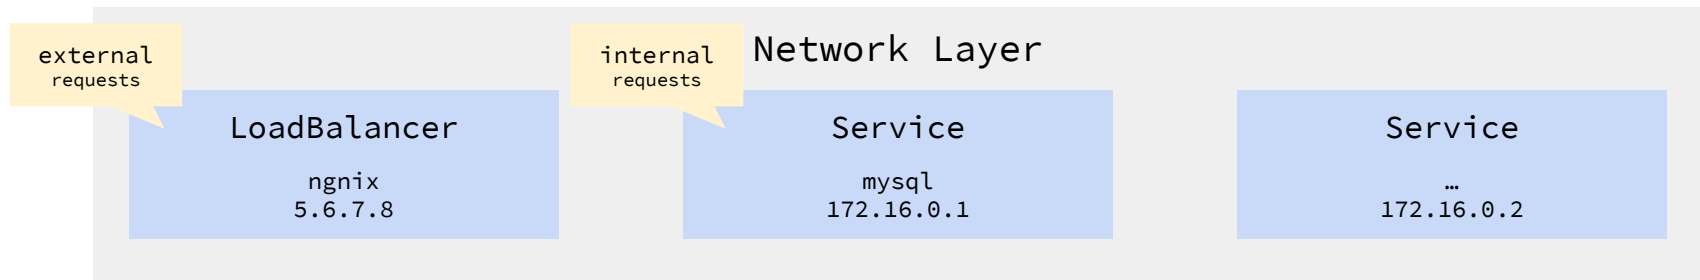 Network Layer
external
requests
LoadBalancer
ngnix
5.6.7.8
internal
requests
Service
mysql
172.16.0.1
Service
…
172.16.0.2